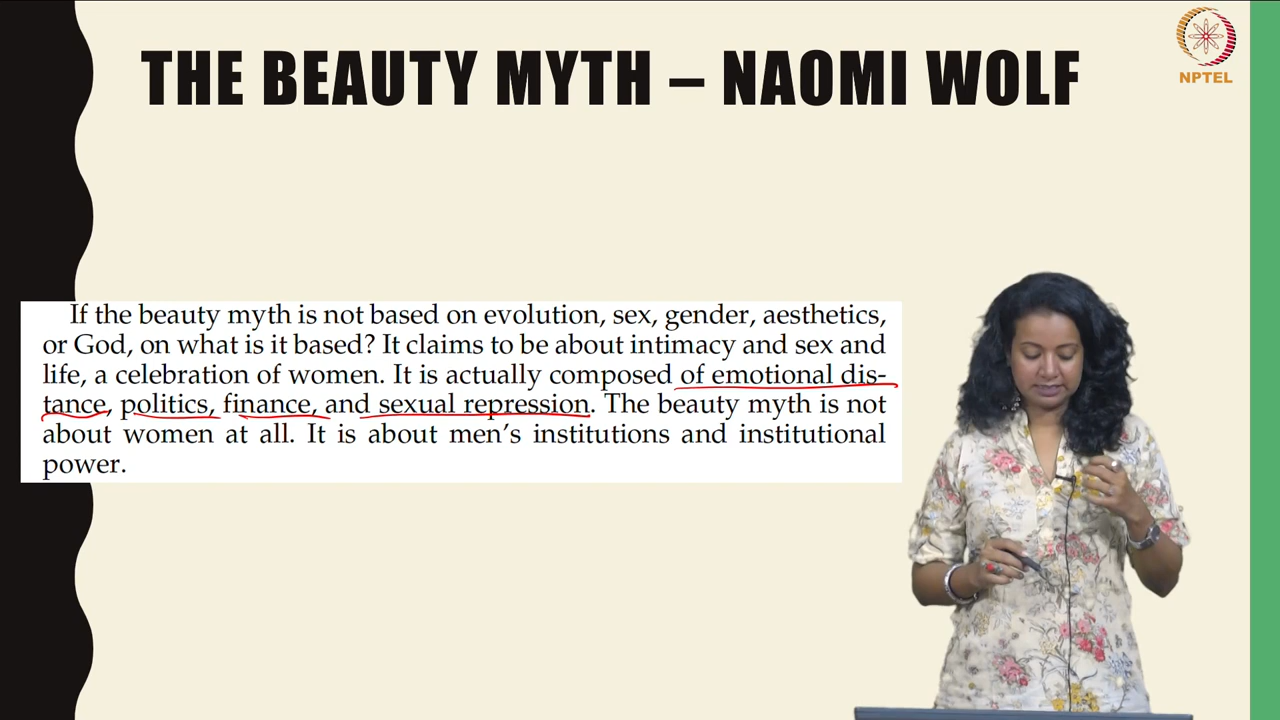 THE BEAUTY MYTH – NAOMI WOLF
NPTEL
If the beauty myth is not based on evolution, sex, gender, aesthetics,
or God, on what is it based? It claims to be about intimacy and sex and
life, a celebration of women. It is actually composed of emotional dis-
tance, politics, finance, and sexual repression. The beauty myth is not
about women at all. It is about men’s institutions and institutional
power.